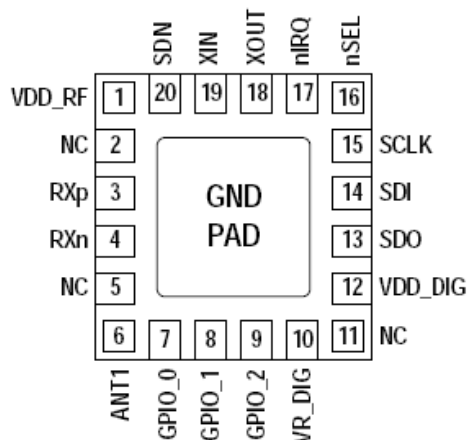 SDN XIN XOUT nIRQ nSEL
VDD_RF 1 20 19 18 17 16
NC 2 15 SCLK
RXp 3 GND 14 SDI
RXn 4 PAD 13 SDO
NC 5 12 VDD_DIG
6 7 8 9 10 11 NC
ANT1 GPIO_0 GPIO_1 GPIO_2 VR_DIG